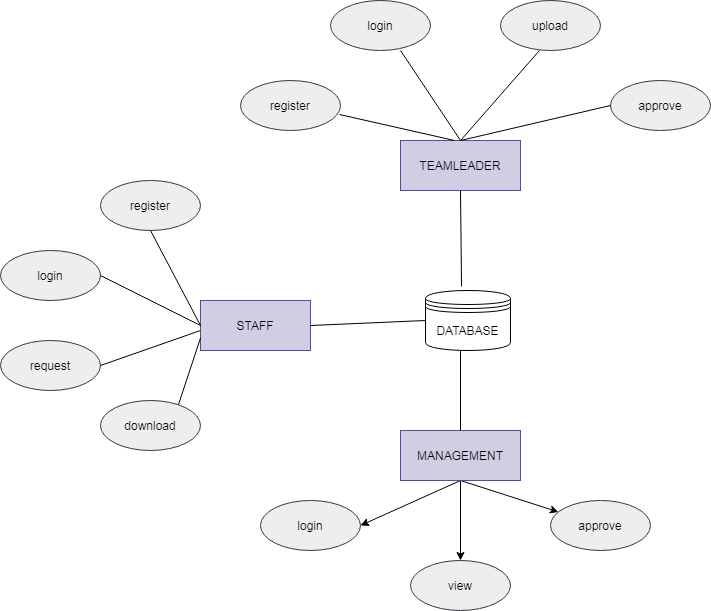 login
upload
register
approve
TEAMLEADER
register
login
STAFF
DATABASE
request
download
MANAGEMENT
login
approve
view